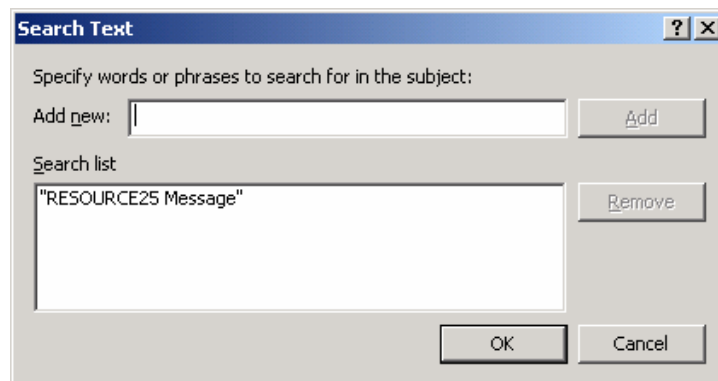 Search Text
Specify words or phrases to search for in the subject:
Add new:
Add
Search list
"RESOURCE25 Message"
Remove
OK
Cancel